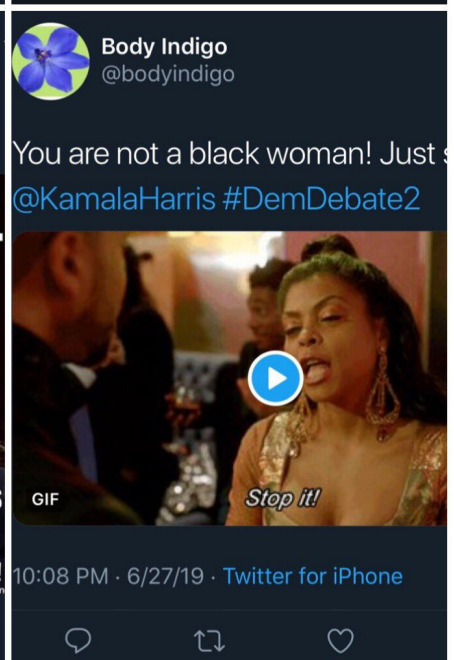 Body Indigo
@bodyindigo
You are not a black woman! Just
@KamalaHarris #DemDebate2
GIF
Stop it!
10:08 PM · 6/27/19 · Twitter for iPhone